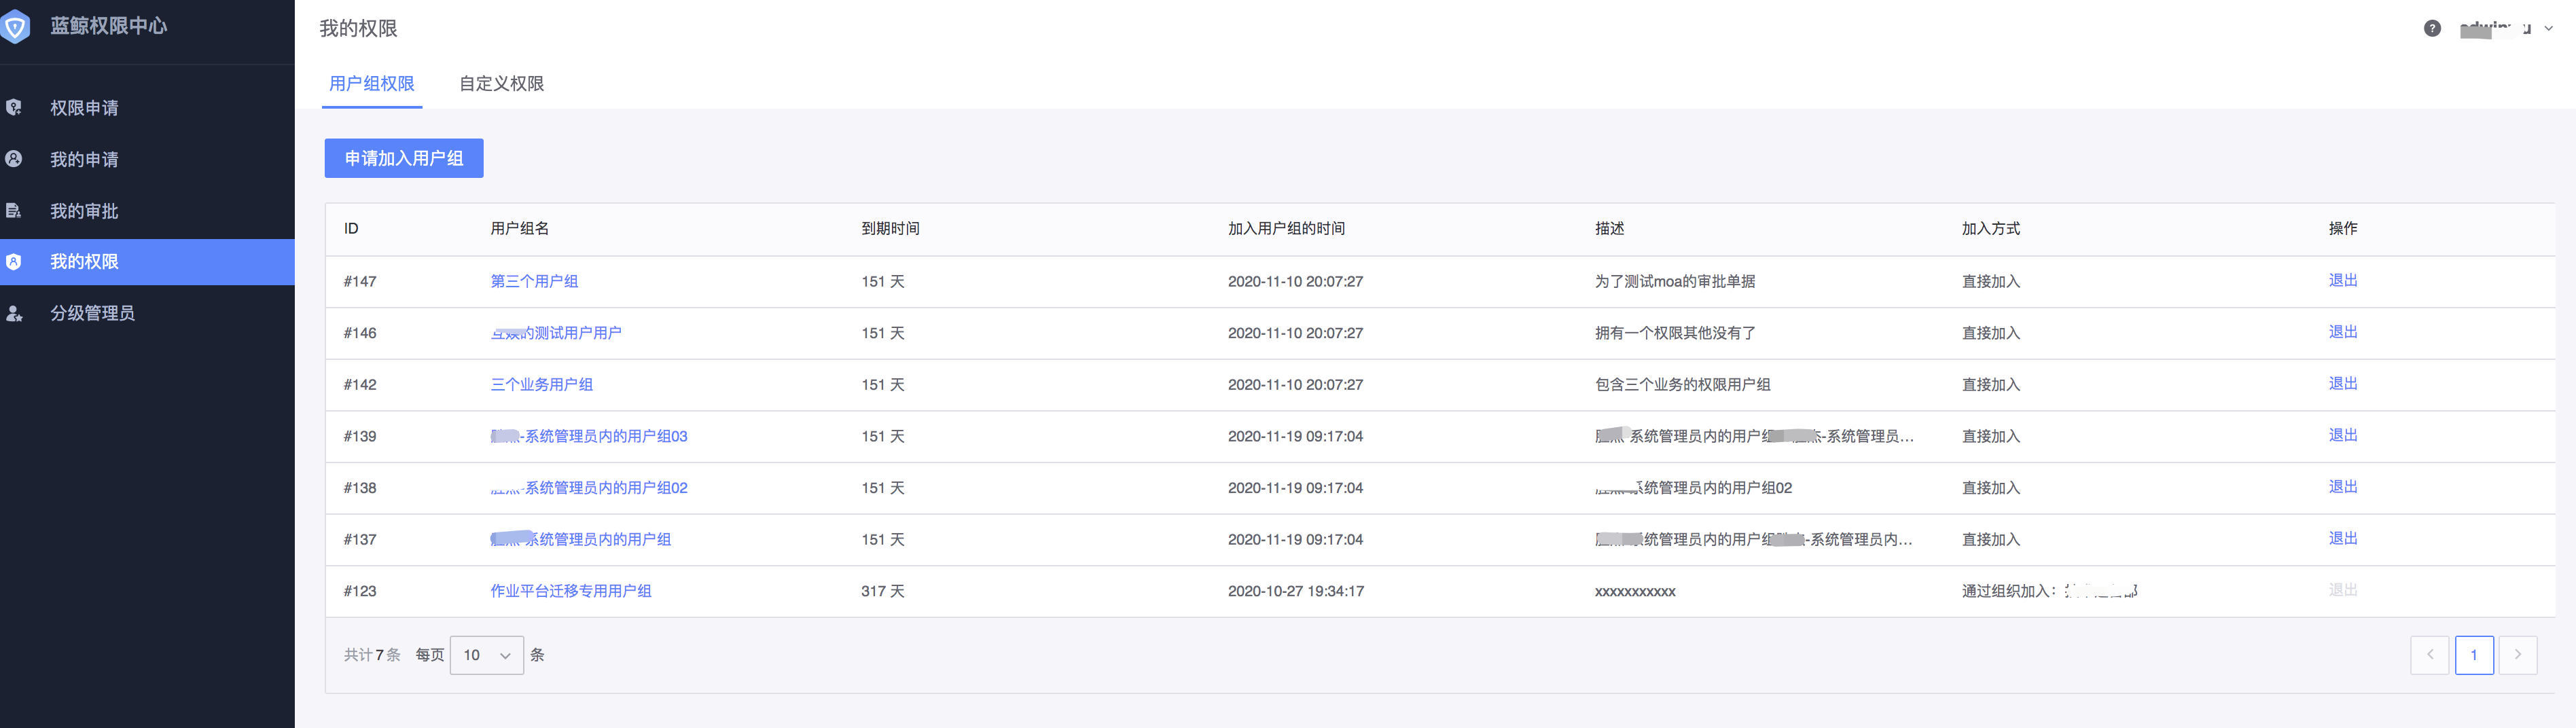 蓝鲸权限中心
权限申请
我的申请
我的审批
我的权限
分级管理员
我的权限
?
用户组权限 自定义权限
申请加入用户组
ID 用户组名 到期时间 加入用户组的时间 描述 加入方式 操作
#147 第三个用户组 151 天 2020-11-10 20:07:27 为了测试moa的审批单据 直接加入 退出
#146 的测试用户用户 151 天 2020-11-10 20:07:27 拥有一个权限其他没有了 直接加入 退出
#142 三个业务用户组 151 天 2020-11-10 20:07:27 包含三个业务的权限用户组 直接加入 退出
#139 -系统管理员内的用户组03 151 天 2020-11-19 09:17:04 系统管理员内的用户组 -系统管理员... 直接加入 退出
#138 -系统管理员内的用户组02 151 天 2020-11-19 09:17:04 系统管理员内的用户组02 直接加入 退出
#137 系统管理员内的用户组 151 天 2020-11-19 09:17:04 系统管理员内的用户组 -系统管理员内... 直接加入 退出
#123 作业平台迁移专用用户组 317 天 2020-10-27 19:34:17 xxxxxxxxxxx 通过组织加入： 退出
共计 7 条 每页 10 条 1